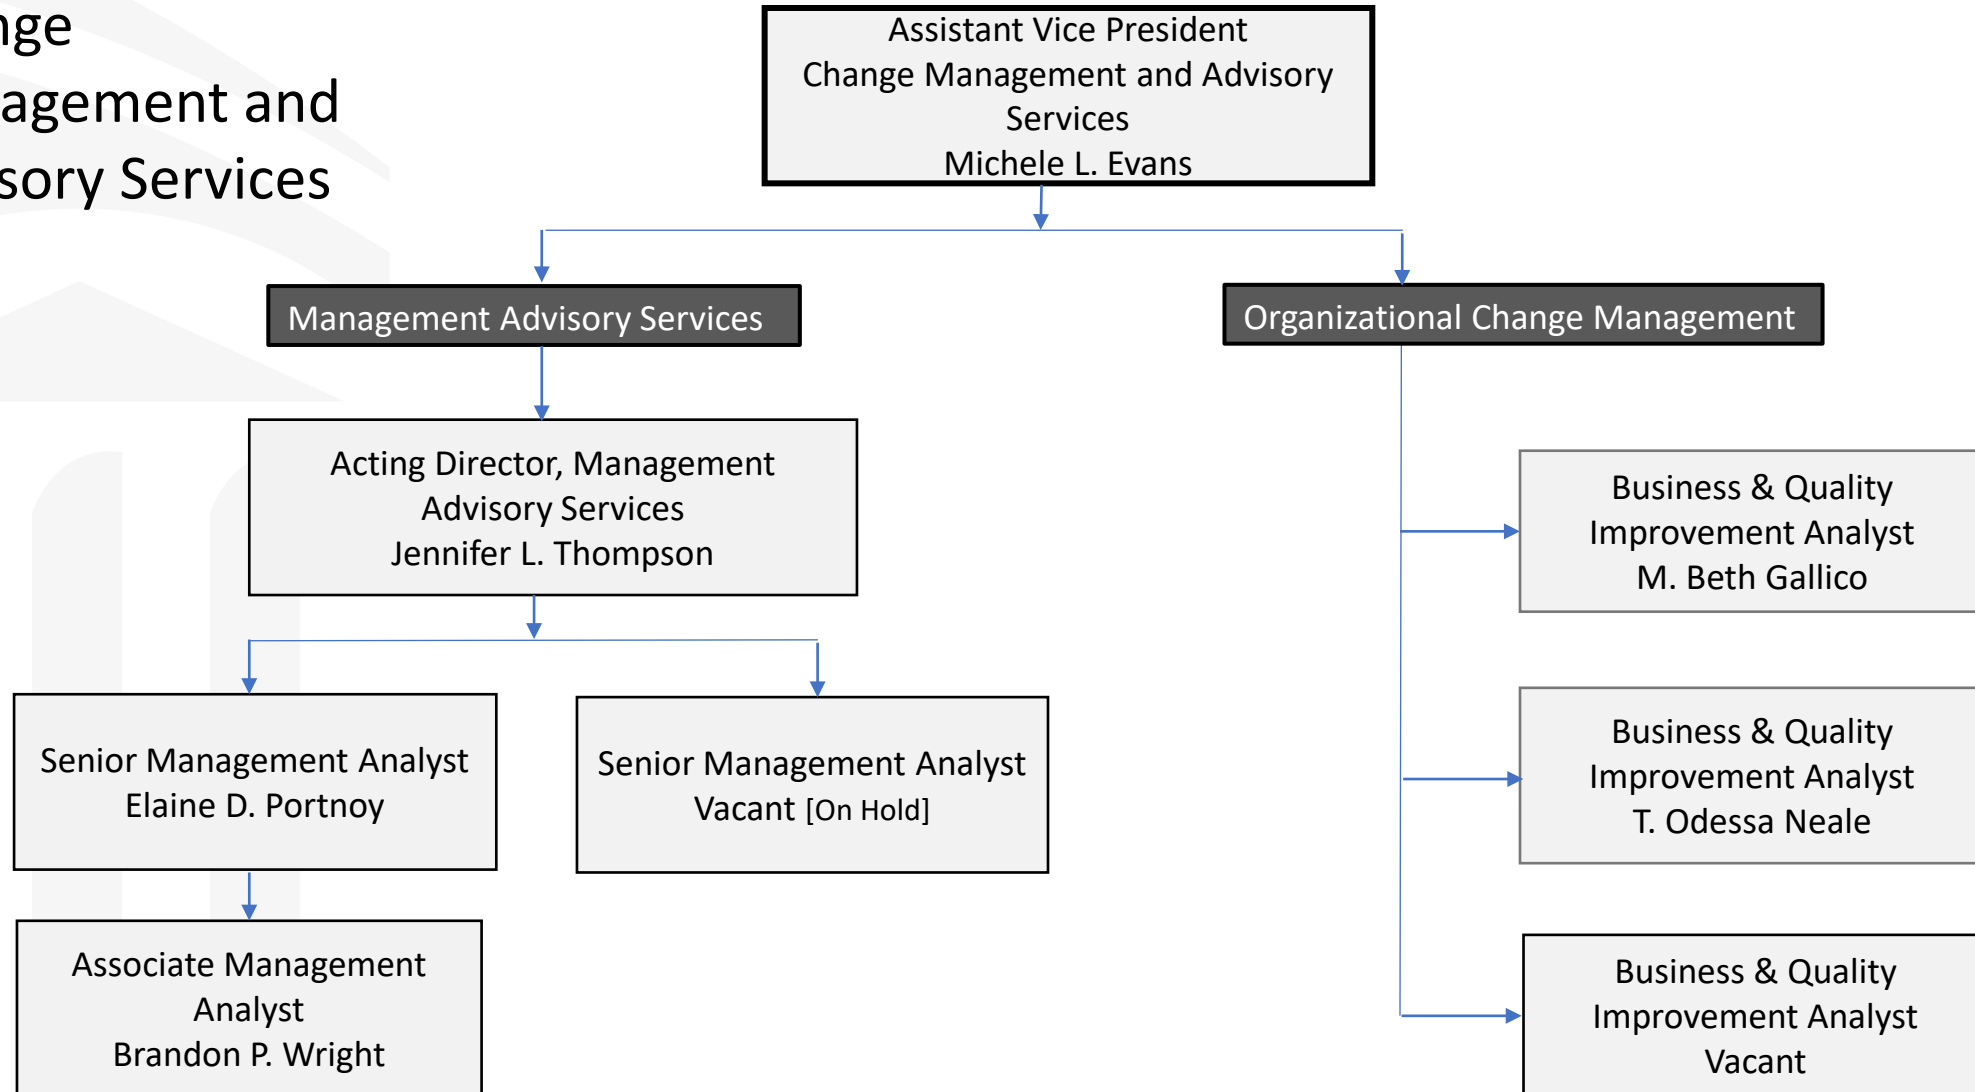 nge
agement and
sory Services
Assistant Vice President
Change Management and Advisory
Services
Michele L. Evans
Management Advisory Services
Organizational Change Management
Acting Director, Management
Advisory Services
Jennifer L. Thompson
Business & Quality
Improvement Analyst
M. Beth Gallico
Senior Management Analyst
Elaine D. Portnoy
Senior Management Analyst
Vacant [On Hold]
Business & Quality
Improvement Analyst
T. Odessa Neale
Associate Management
Analyst
Brandon P. Wright
Business & Quality
Improvement Analyst
Vacant